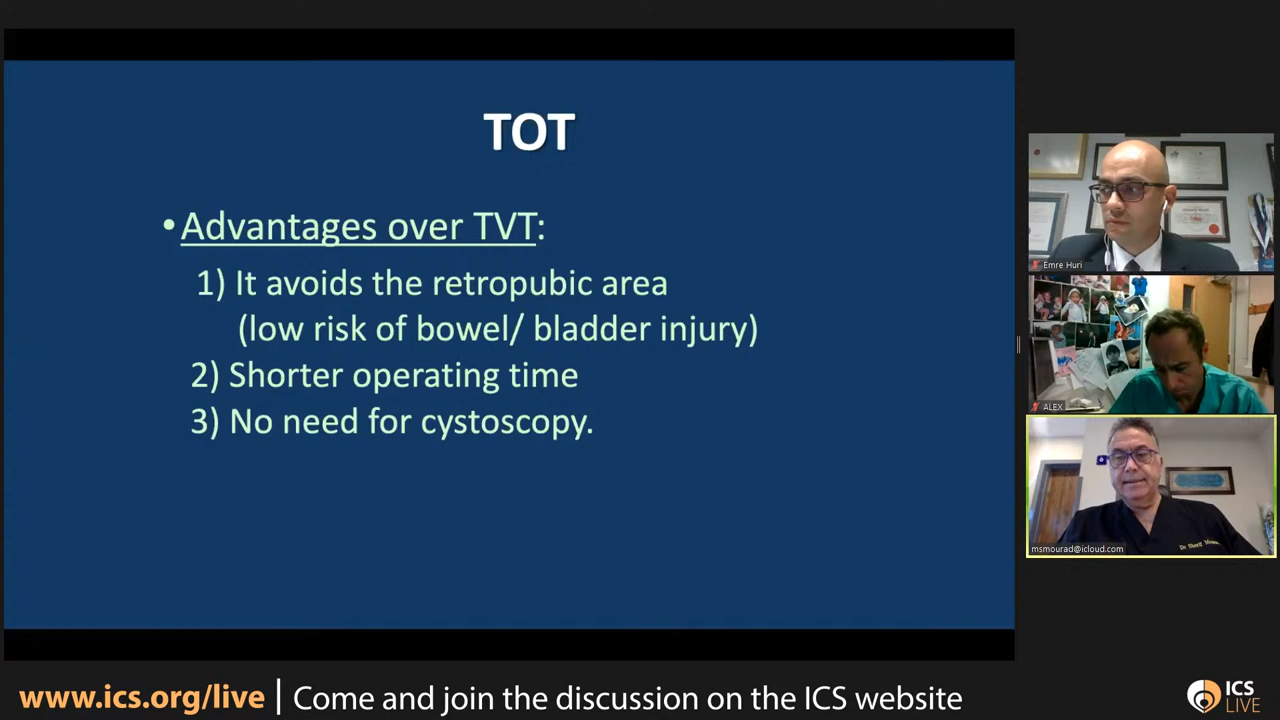 TOT
•Advantages over TVT:
1) It avoids the retropubic area
(low risk of bowel/ bladder injury)
2) Shorter operating time
3) No need for cystoscopy.
Emre Huri
ALEX
msmourad@icloud.com
www.ics.org/live | Come and join the discussion on the ICS website
ICS
LIVE